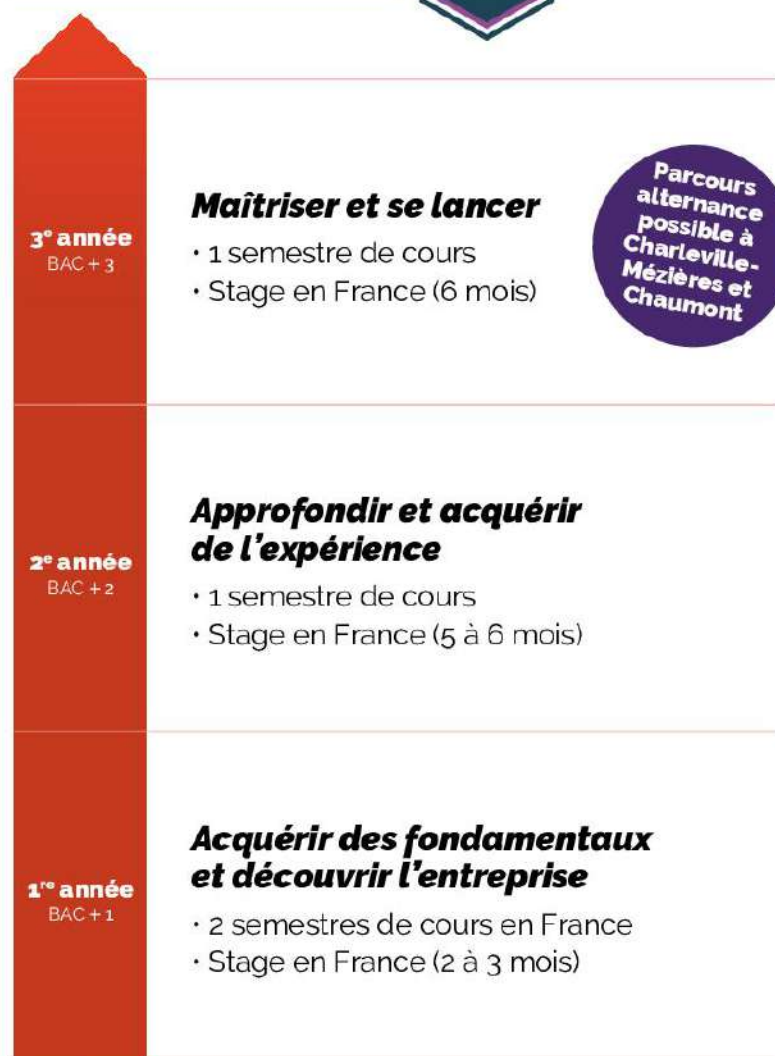 3e année
BAC + 3
Maîtriser et se lancer
· 1 semestre de cours
· Stage en France (6 mois)
Parcours
alternance
possible à
Charleville-
Mézières et
Chaumont
2e année
BAC + 2
Approfondir et acquérir
de l'expérience
· 1 semestre de cours
· Stage en France (5 à 6 mois)
1re année
BAC + 1
Acquérir des fondamentaux
et découvrir l'entreprise
· 2 semestres de cours en France
· Stage en France (2 à 3 mois)